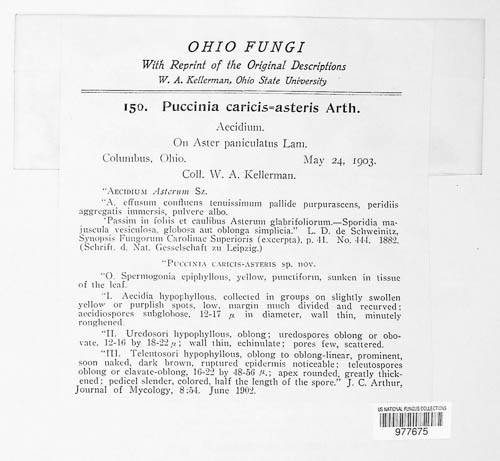 OHIO FUNGI
With Reprint of the Original Descriptions
W. A. Kellerman, Ohio State University
150. Puccinia caricis=asteris Arth.
Aecidium.
On Aster paniculatus Lam.
Columbus, Ohio. May 24, 1903.
Coll. W. A. Kellerman.
"AECIDIUM Asterum Sz.
"A. effusum confluens tenuissimum pallide purpurascens, peridiis
aggregatis immersis, pulvere albo.
"Passim in foliis et caulibus Asterum glabrifoliorum.—Sporidia ma-
juscula vesiculosa, globosa aut oblonga simplicia." L. D. de Schweinitz,
Synopsis Fungorum Carolinae Superioris (excerpta), p. 41. No. 444. 1882.
(Schrift. d. Nat. Gesselschaft zu Leipzig.)
"PUCCINIA CARICIS-ASTERIS sp. nov.
"O. Spermogonia epiphyllous, yellow, punctiform, sunken in tissue
of the leaf.
"I. Aecidia hypophyllous, collected in groups on slightly swollen
yellow or purplish spots, low, margin much divided and recurved;
aecidiospores subglobose, 12-17 μ in diameter, wall thin, minutely
roughened.
"II. Uredosori hypophyllous, oblong; uredospores oblong or obo-
vate, 12-16 by 18-22 μ; wall thin, echinulate; pores few, scattered.
"III. Teleutosori hypophyllous, oblong to oblong-linear, prominent,
soon naked, dark brown, ruptured epidermis noticeable; teleutospores
oblong or clavate-oblong, 16-22 by 48-56 μ.; apex rounded, greatly thick-
ened; pedicel slender, colored, half the length of the spore." J. C. Arthur,
Journal of Mycology, 8:54. June 1902.
US NATIONAL FUNGUS COLLECTIONS
977675